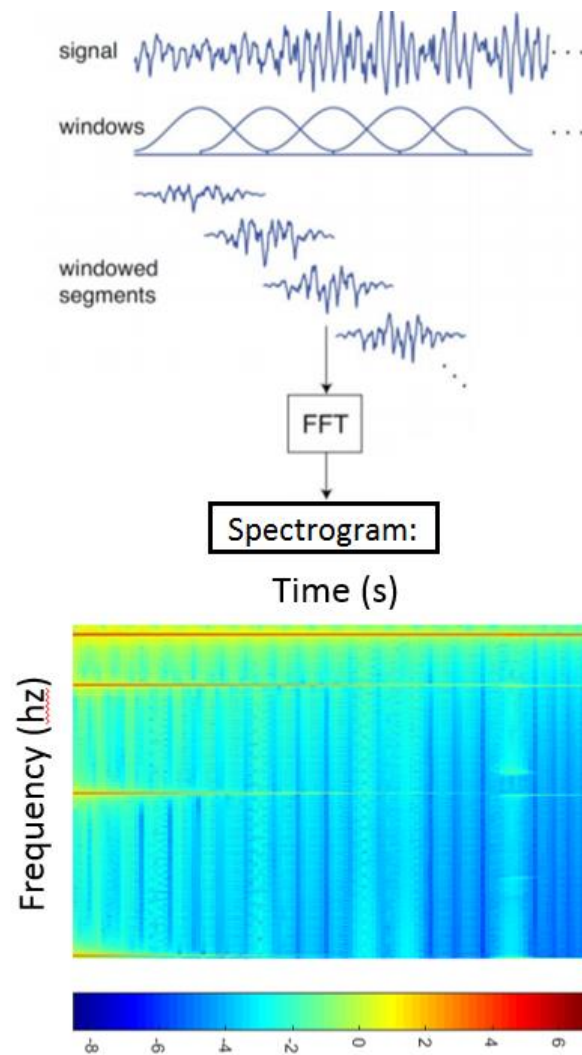 signal
windows
windowed
segments
FFT
Spectrogram:
Time (s)
Frequency (hz)
-8 -6 -4 -2 0 2 4 6